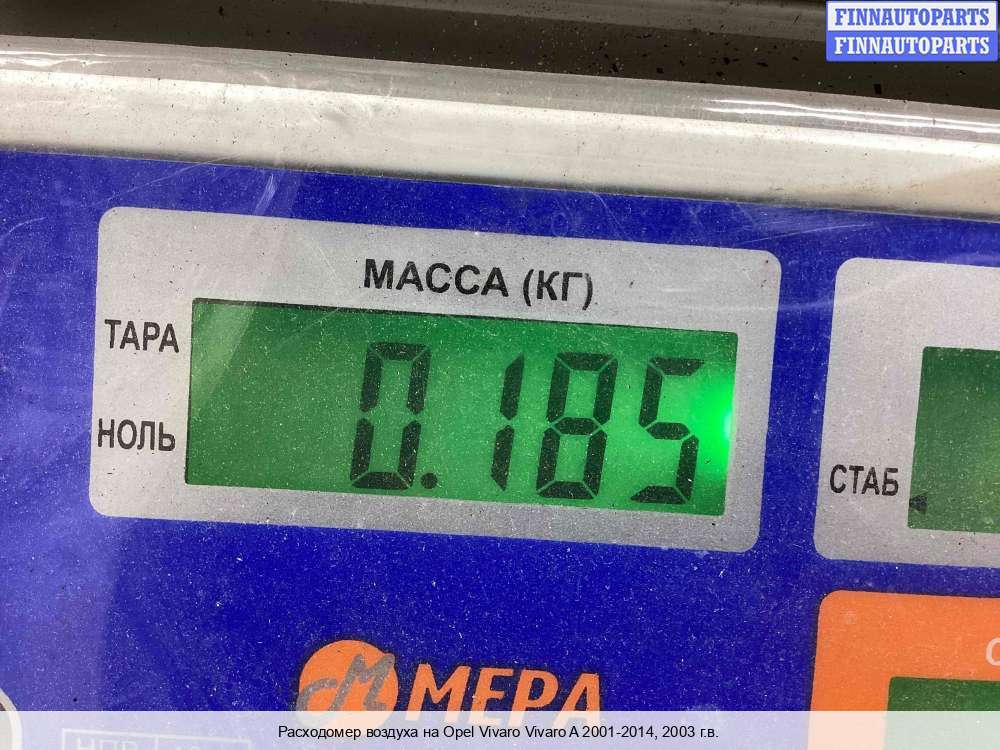 FINNAUTOPARTS
FINNAUTOPARTS
МАССА (КГ)
ТАРА
0.185
НОЛЬ
СТАБ
МЕРА
Расходомер воздуха на Opel Vivaro Vivaro A 2001-2014, 2003 г.в.